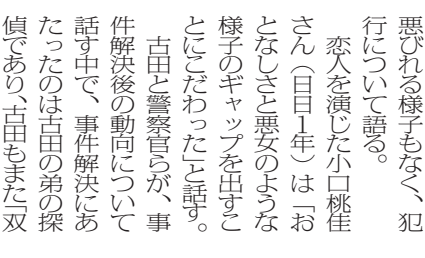 悪びれる様子もなく、犯
行について語る。
　恋人を演じた小口桃佳
さん（日日１年）は「お
となしさと悪女のような
様子のギャップを出すこ
とにこだわった」と話す。
　古田と警察官らが、事
件解決後の動向について
話す中で、事件解決にあ
たったのは古田の弟の探
偵であり、古田もまた「双